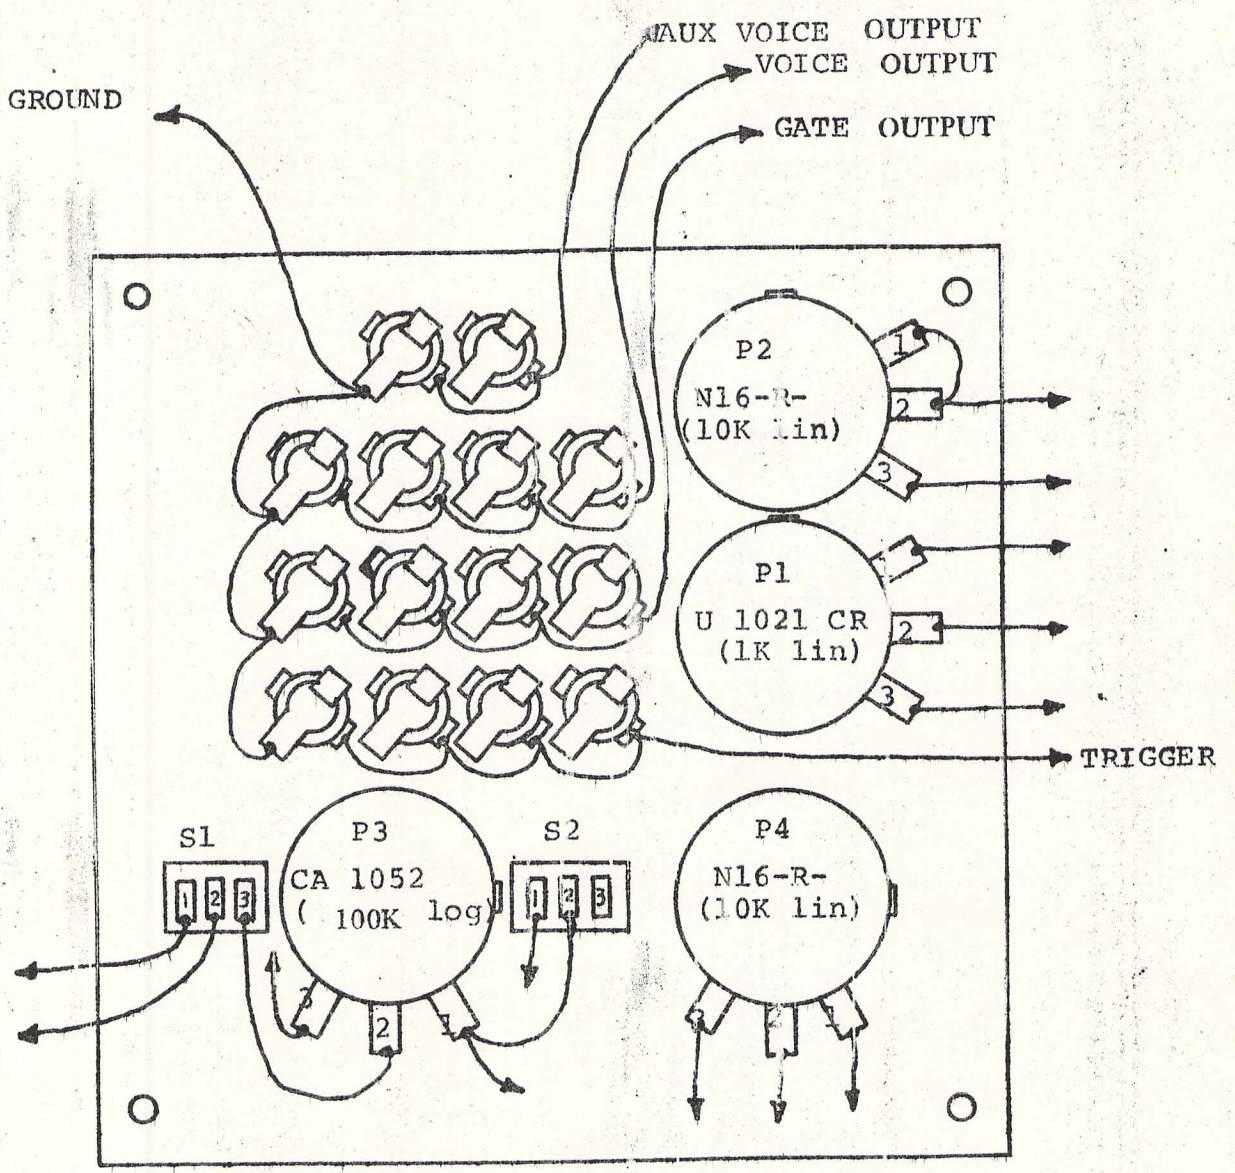 AUX VOICE OUTPUT
VOICE OUTPUT
GROUND
GATE OUTPUT
P2
N16-R-
(10K lin)
1
2
3
P1
U 1021 CR
(1K lin)
2
3
TRIGGER
S1
1 2 3
P3
CA 1052
( 100K log)
3 2 1
S2
1 2 3
P4
N16-R-
(10K lin)
3 2 1